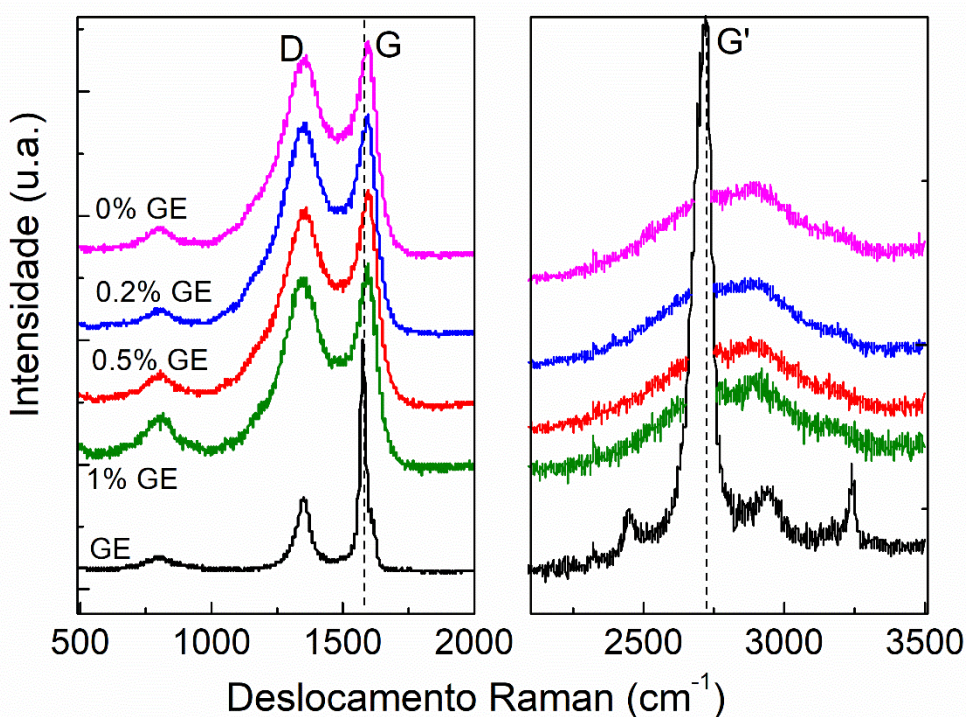 D G G'
Intensidade (u.a.)
0% GE
0.2% GE
0.5% GE
1% GE
GE
500 1000 1500 2000 2500 3000 3500
Deslocamento Raman (cm⁻¹)